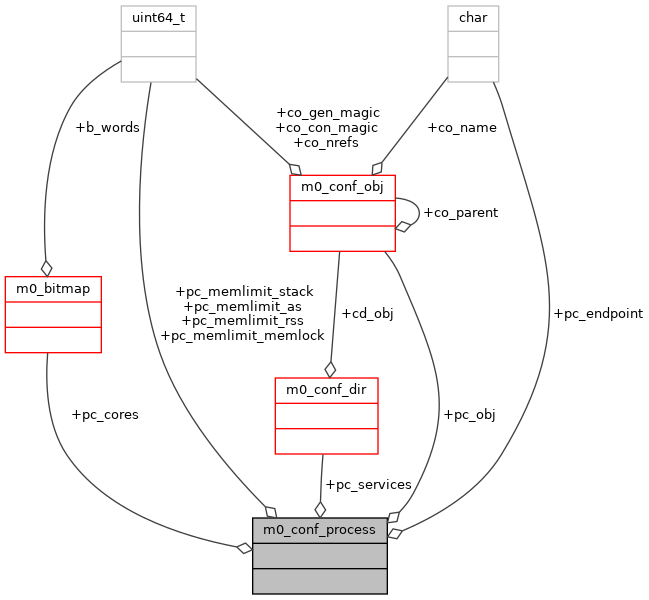 uint64_t
char
+co_gen_magic
+co_con_magic
+co_nrefs
+b_words
+co_name
m0_conf_obj
+co_parent
m0_bitmap
+pc_memlimit_stack
+pc_memlimit_as
+pc_memlimit_rss
+pc_memlimit_memlock
+cd_obj
+pc_endpoint
m0_conf_dir
+pc_cores
+pc_obj
+pc_services
m0_conf_process